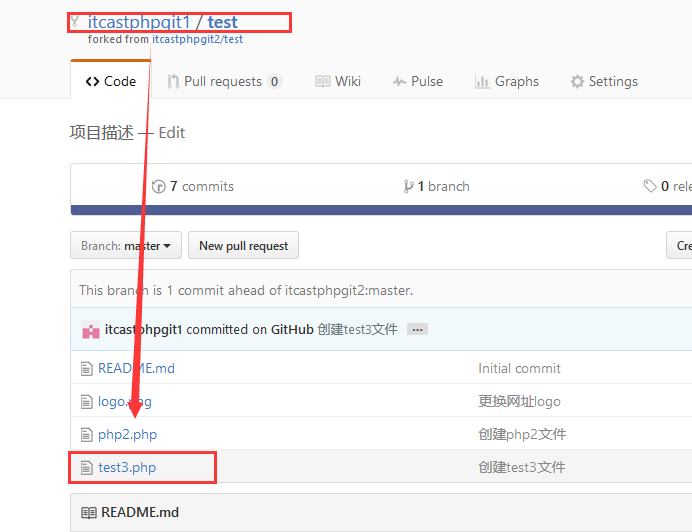 itcastphpgit1 / test
forked from itcastphpgit2/test
Code Pull requests 0 Wiki Pulse Graphs Settings
项目描述 — Edit
7 commits 1 branch 0 rele
Branch: master New pull request Cre
This branch is 1 commit ahead of itcastphpgit2:master.
itcastphpgit1 committed on GitHub 创建test3文件 ...
README.md Initial commit
logo.png 更换网址logo
php2.php 创建php2文件
test3.php 创建test3文件
README.md